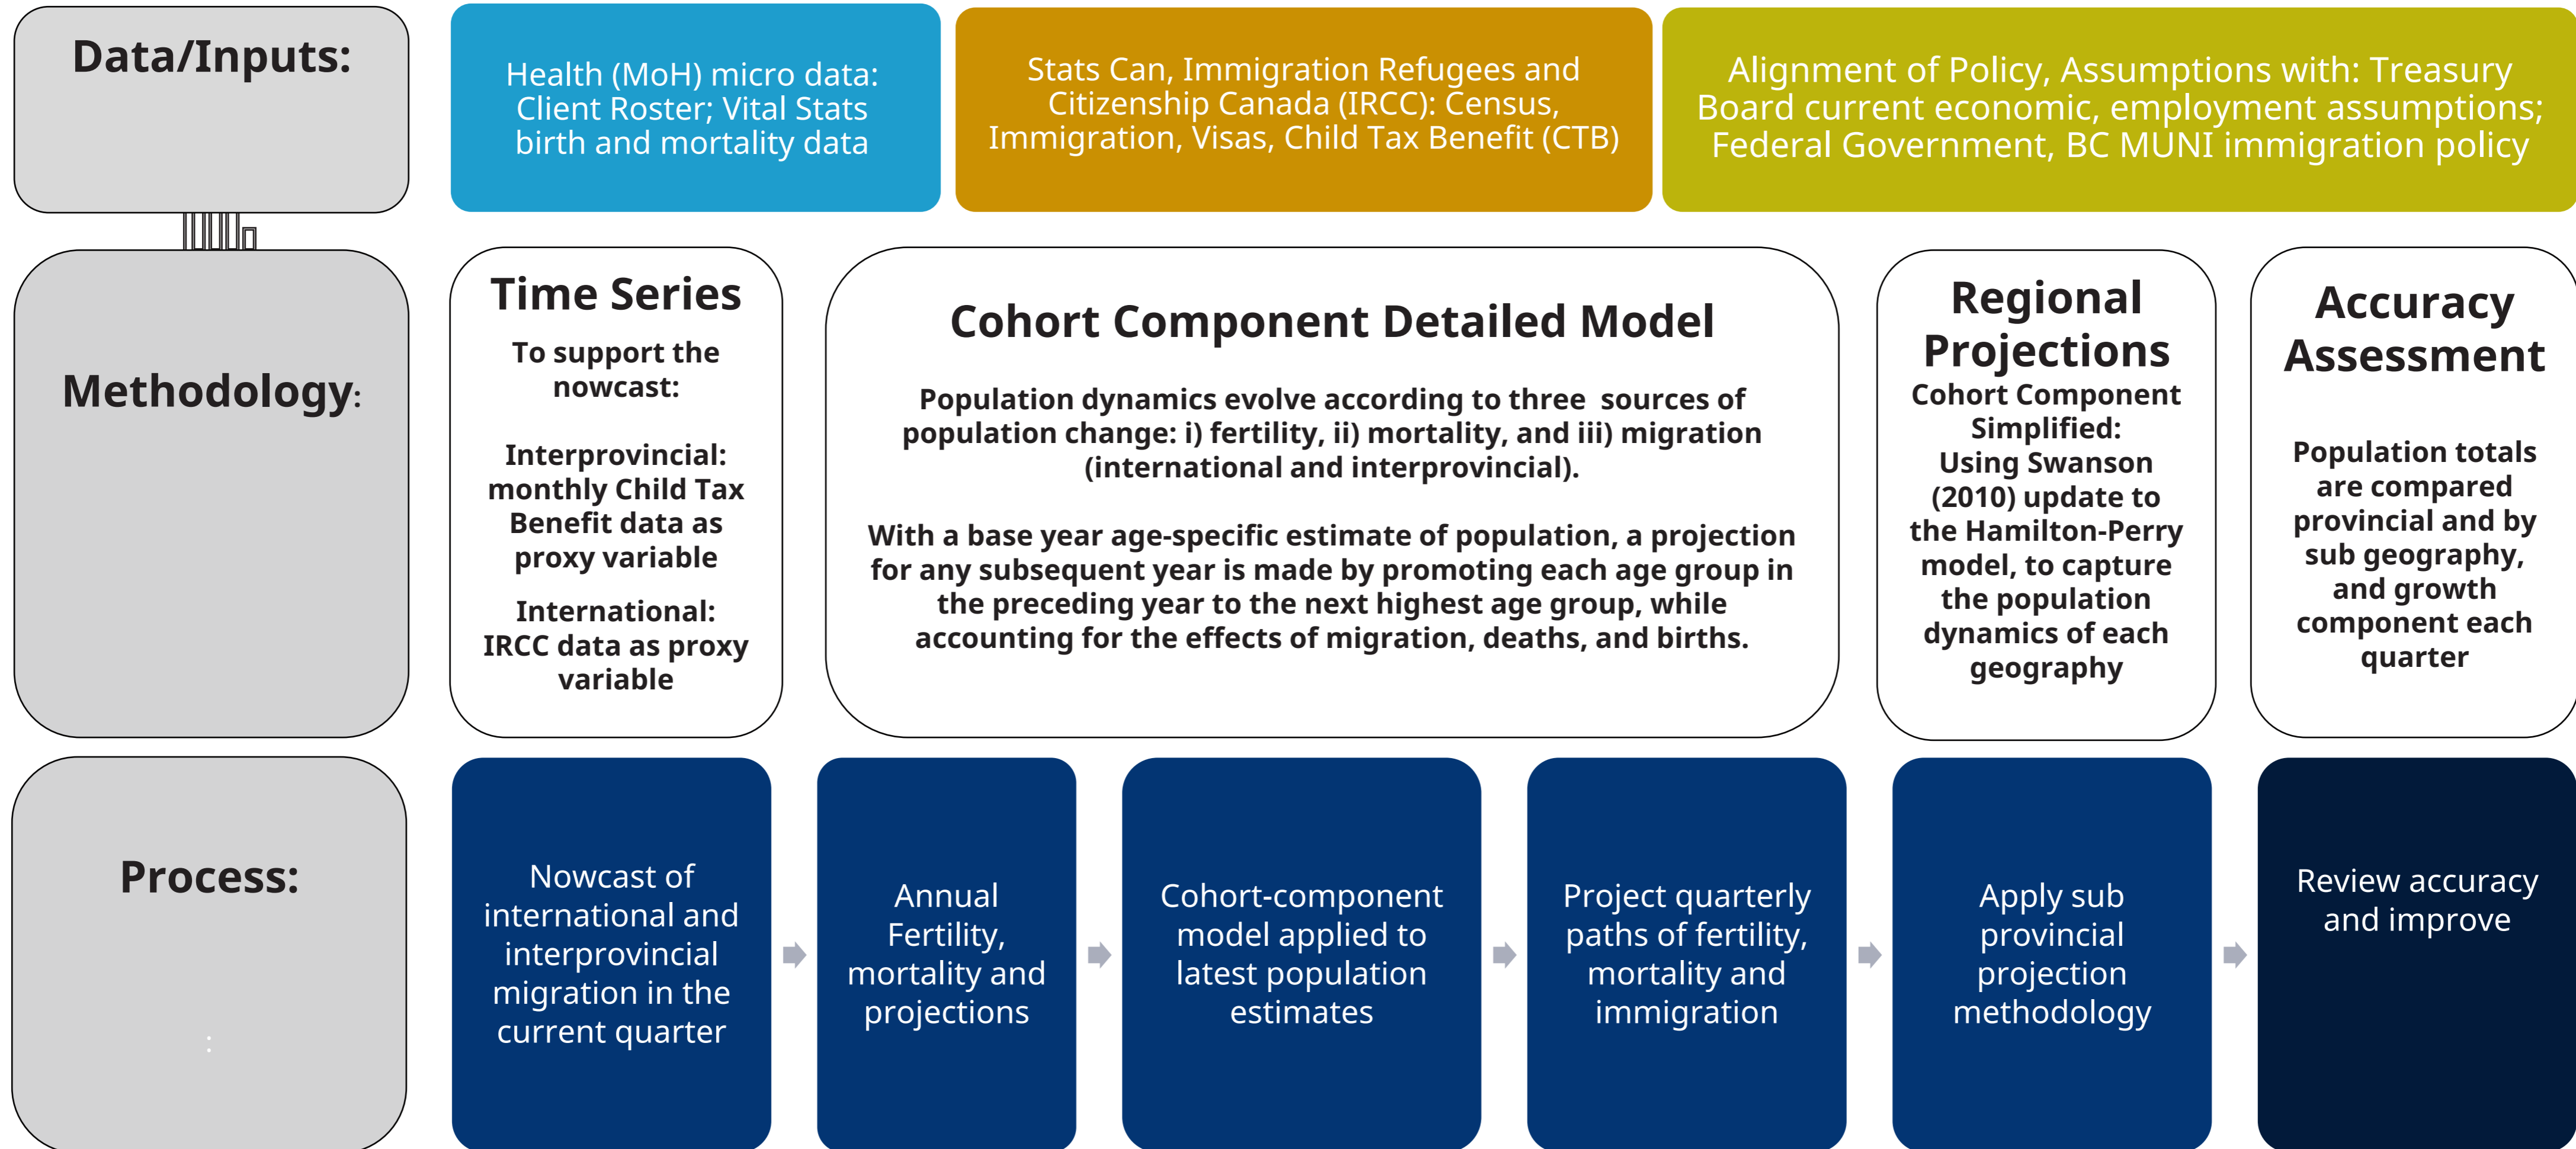 Data/Inputs:
Health (MoH) micro data:
Client Roster; Vital Stats
birth and mortality data
Stats Can, Immigration Refugees and
Citizenship Canada (IRCC): Census,
Immigration, Visas, Child Tax Benefit (CTB)
Alignment of Policy, Assumptions with: Treasury
Board current economic, employment assumptions;
Federal Government, BC MUNI immigration policy
Methodology:
Time Series
To support the
nowcast:
Interprovincial:
monthly Child Tax
Benefit data as
proxy variable
International:
IRCC data as proxy
variable
Cohort Component Detailed Model
Population dynamics evolve according to three sources of
population change: i) fertility, ii) mortality, and iii) migration
(international and interprovincial).
With a base year age-specific estimate of population, a projection
for any subsequent year is made by promoting each age group in
the preceding year to the next highest age group, while
accounting for the effects of migration, deaths, and births.
Regional
Projections
Cohort Component
Simplified:
Using Swanson
(2010) update to
the Hamilton-Perry
model, to capture
the population
dynamics of each
geography
Accuracy
Assessment
Population totals
are compared
provincial and by
sub geography,
and growth
component each
quarter
Process:
:
Nowcast of
international and
interprovincial
migration in the
current quarter
Annual
Fertility,
mortality and
projections
Cohort-component
model applied to
latest population
estimates
Project quarterly
paths of fertility,
mortality and
immigration
Apply sub
provincial
projection
methodology
Review accuracy
and improve